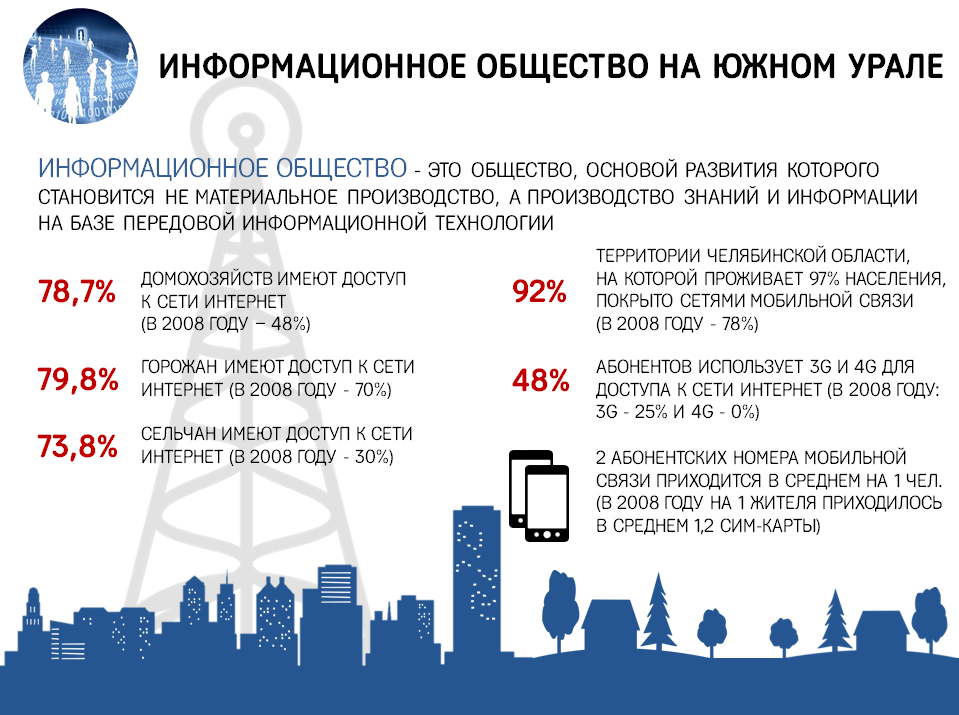 ИНФОРМАЦИОННОЕ ОБЩЕСТВО НА ЮЖНОМ УРАЛЕ
ИНФОРМАЦИОННОЕ ОБЩЕСТВО - ЭТО ОБЩЕСТВО, ОСНОВОЙ РАЗВИТИЯ КОТОРОГО
СТАНОВИТСЯ НЕ МАТЕРИАЛЬНОЕ ПРОИЗВОДСТВО, А ПРОИЗВОДСТВО ЗНАНИЙ И ИНФОРМАЦИИ
НА БАЗЕ ПЕРЕДОВОЙ ИНФОРМАЦИОННОЙ ТЕХНОЛОГИИ
78,7%
ДОМОХОЗЯЙСТВ ИМЕЮТ ДОСТУП
К СЕТИ ИНТЕРНЕТ
(В 2008 ГОДУ – 48%)
79,8%
ГОРОЖАН ИМЕЮТ ДОСТУП К СЕТИ
ИНТЕРНЕТ (В 2008 ГОДУ - 70%)
73,8%
СЕЛЬЧАН ИМЕЮТ ДОСТУП К СЕТИ
ИНТЕРНЕТ (В 2008 ГОДУ - 30%)
92%
ТЕРРИТОРИИ ЧЕЛЯБИНСКОЙ ОБЛАСТИ,
НА КОТОРОЙ ПРОЖИВАЕТ 97% НАСЕЛЕНИЯ,
ПОКРЫТО СЕТЯМИ МОБИЛЬНОЙ СВЯЗИ
(В 2008 ГОДУ - 78%)
48%
АБОНЕНТОВ ИСПОЛЬЗУЕТ 3G И 4G ДЛЯ
ДОСТУПА К СЕТИ ИНТЕРНЕТ (В 2008 ГОДУ:
3G - 25% И 4G - 0%)
2 АБОНЕНТСКИХ НОМЕРА МОБИЛЬНОЙ
СВЯЗИ ПРИХОДИТСЯ В СРЕДНЕМ НА 1 ЧЕЛ.
(В 2008 ГОДУ НА 1 ЖИТЕЛЯ ПРИХОДИЛОСЬ
В СРЕДНЕМ 1,2 СИМ-КАРТЫ)